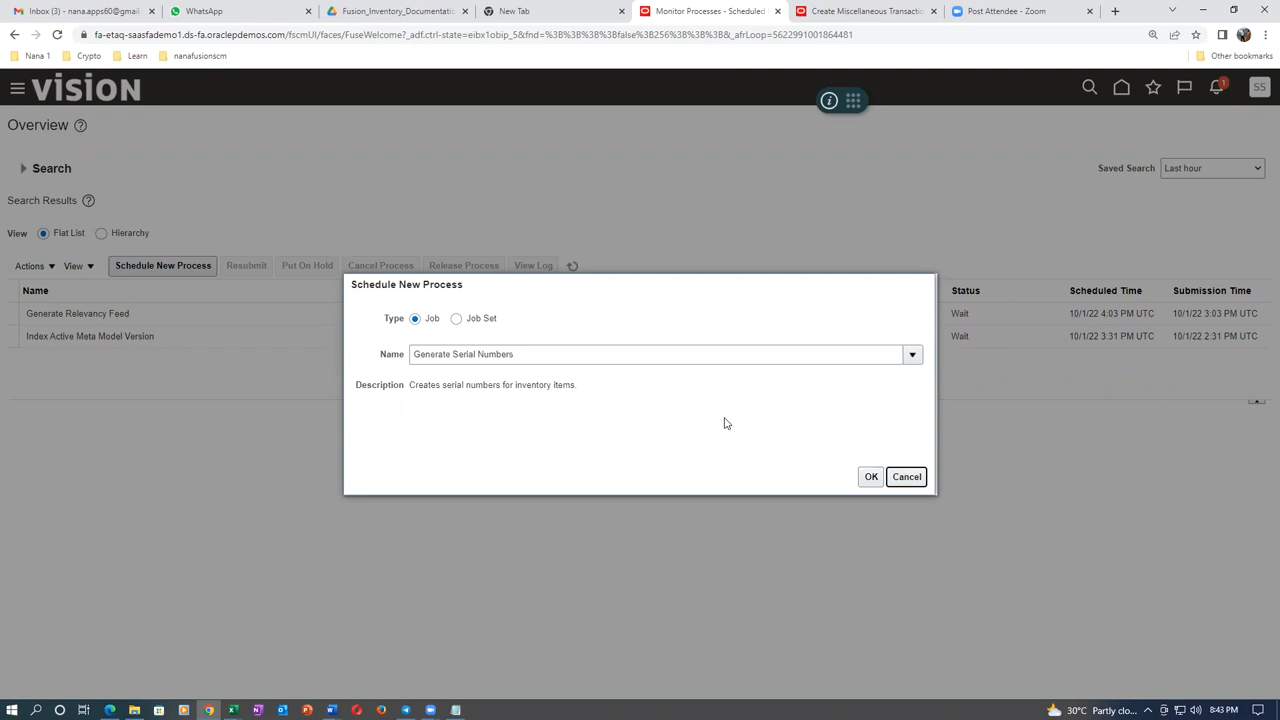 Inbox (3) - nana.apps60@gmail
WhatsApp
Fusion_Inventory_Documentatio
New Tab
Monitor Processes - Scheduled
Create Miscellaneous Transactio
Post Attendee - Zoom
fa-etaq-saasfademo1.ds-fa.oraclepdemos.com/fscmUI/faces/FuseWelcome?_adf.ctrl-state=eibx1obip_5&fnd=%3B%3B%3B%3Bfalse%3B256%3B%3B%3B&_afrLoop=5622991001864481
Nana 1
Crypto
Learn
nanafusionscm
Other bookmarks
vision
1
SS
Overview
Search
Saved Search
Last hour
Search Results
View
Flat List
Hierarchy
Actions
View
Schedule New Process
Resubmit
Put On Hold
Cancel Process
Release Process
View Log
Name
Status
Scheduled Time
Submission Time
Generate Relevancy Feed
Wait
10/1/22 4:03 PM UTC
10/1/22 3:03 PM UTC
Index Active Meta Model Version
Wait
10/1/22 3:31 PM UTC
10/1/22 2:31 PM UTC
Schedule New Process
Type
Job
Job Set
Name
Generate Serial Numbers
Description
Creates serial numbers for inventory items.
OK
Cancel
30°C Partly clo...
8:43 PM